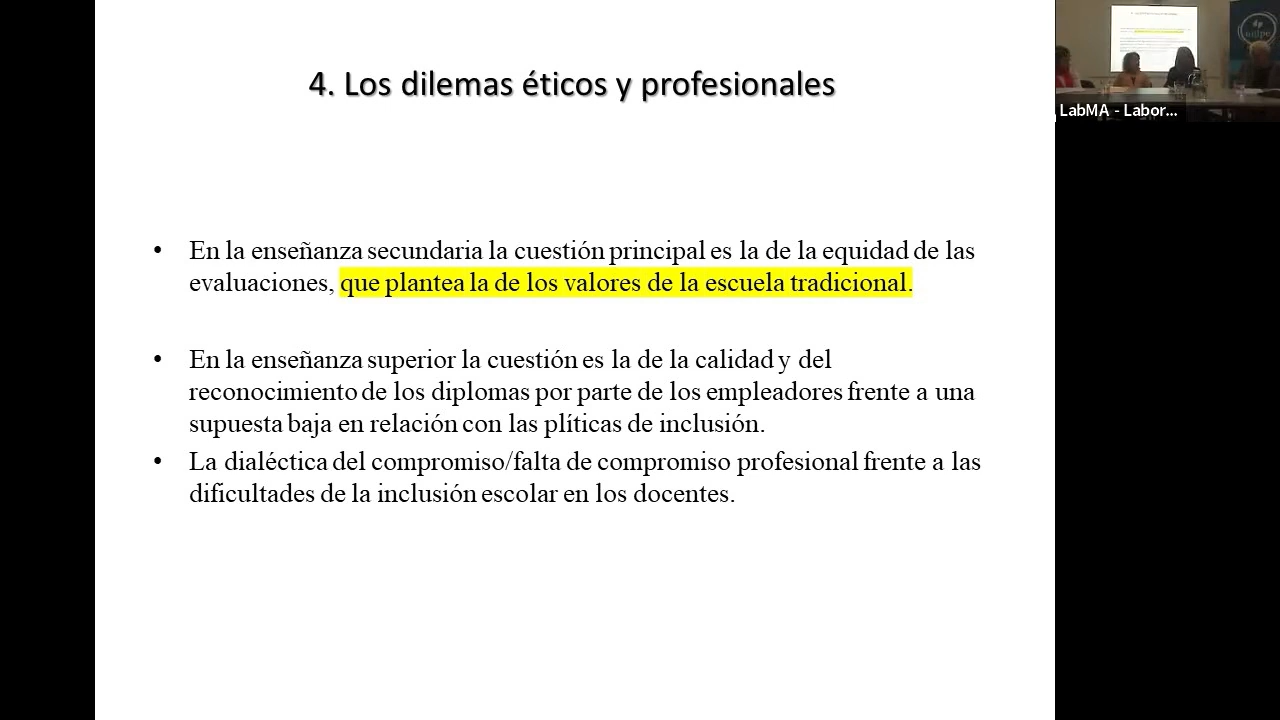 4. Los dilemas éticos y profesionales
• En la enseñanza secundaria la cuestión principal es la de la equidad de las
evaluaciones, que plantea la de los valores de la escuela tradicional.
• En la enseñanza superior la cuestión es la de la calidad y del
reconocimiento de los diplomas por parte de los empleadores frente a una
supuesta baja en relación con las plíticas de inclusión.
• La dialéctica del compromiso/falta de compromiso profesional frente a las
dificultades de la inclusión escolar en los docentes.
LabMA - Labor...